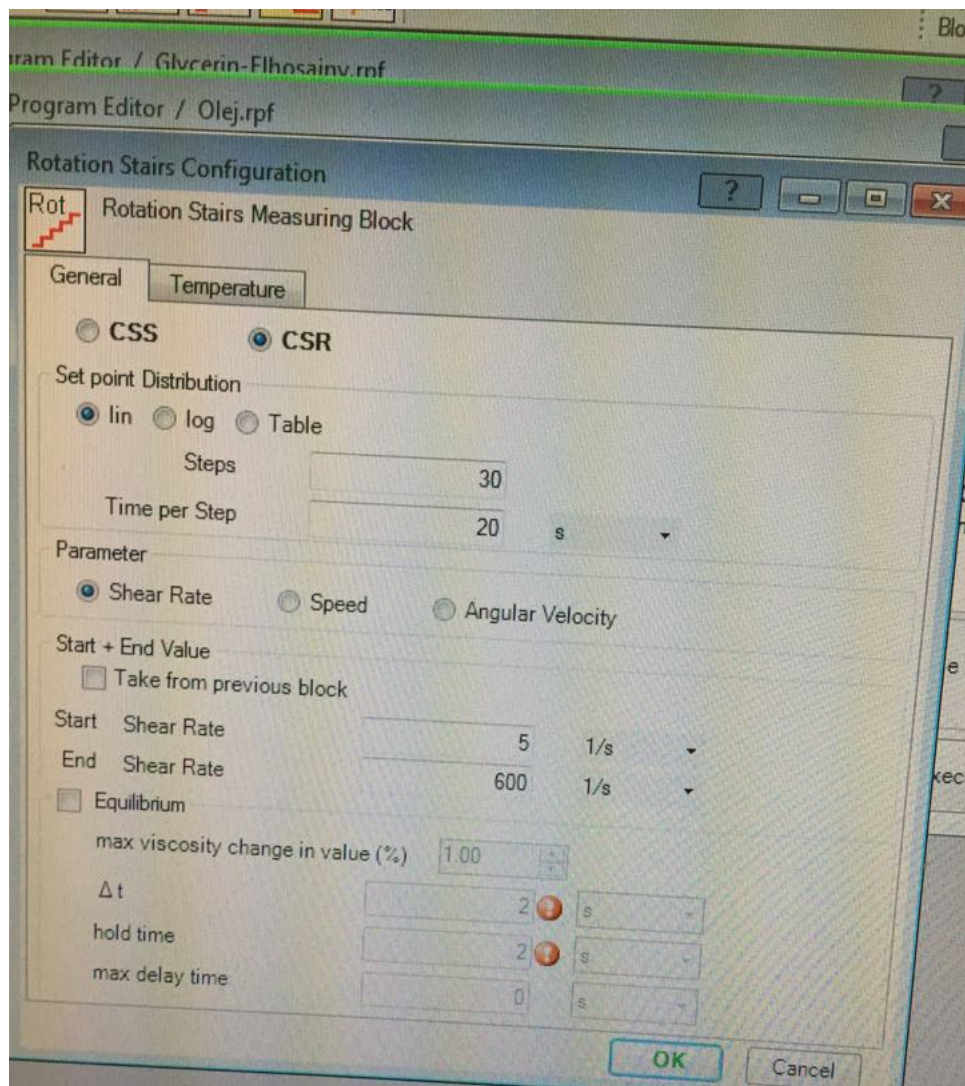 Blo
ram Editor / Glycerin-Elhosainy.rpf
?
Program Editor / Olej.rpf
Rotation Stairs Configuration
?
Rot
Rotation Stairs Measuring Block
General Temperature
CSS CSR
Set point Distribution
lin log Table
Steps 30
Time per Step 20 s
Parameter
Shear Rate Speed Angular Velocity
Start + End Value
Take from previous block
e
Start Shear Rate 5 1/s
End Shear Rate 600 1/s
xec
Equilibrium
max viscosity change in value (%) 1.00
Δt 2 ! s
hold time 2 ! s
max delay time 0 s
OK Cancel